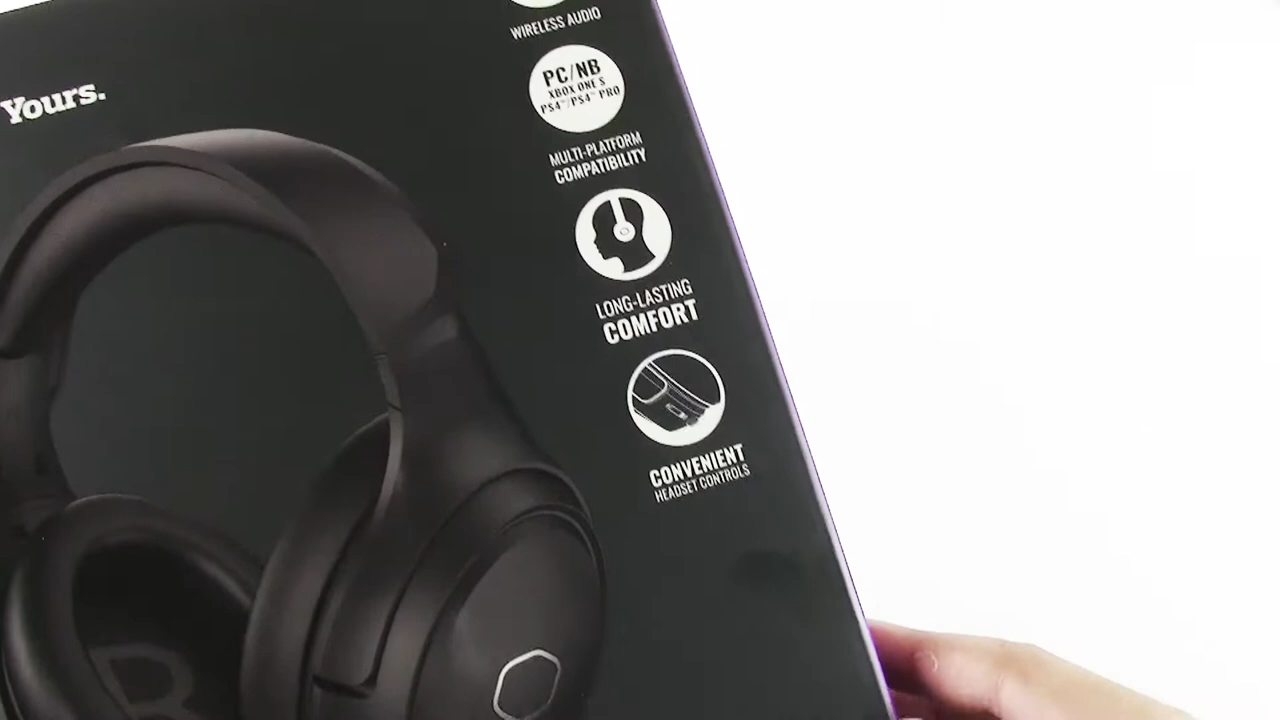 Yours.
WIRELESS AUDIO
PC/NB
XBOX ONE S
PS4™/PS4™ PRO
MULTI-PLATFORM
COMPATIBILITY
LONG-LASTING
COMFORT
CONVENIENT
HEADSET CONTROLS
R